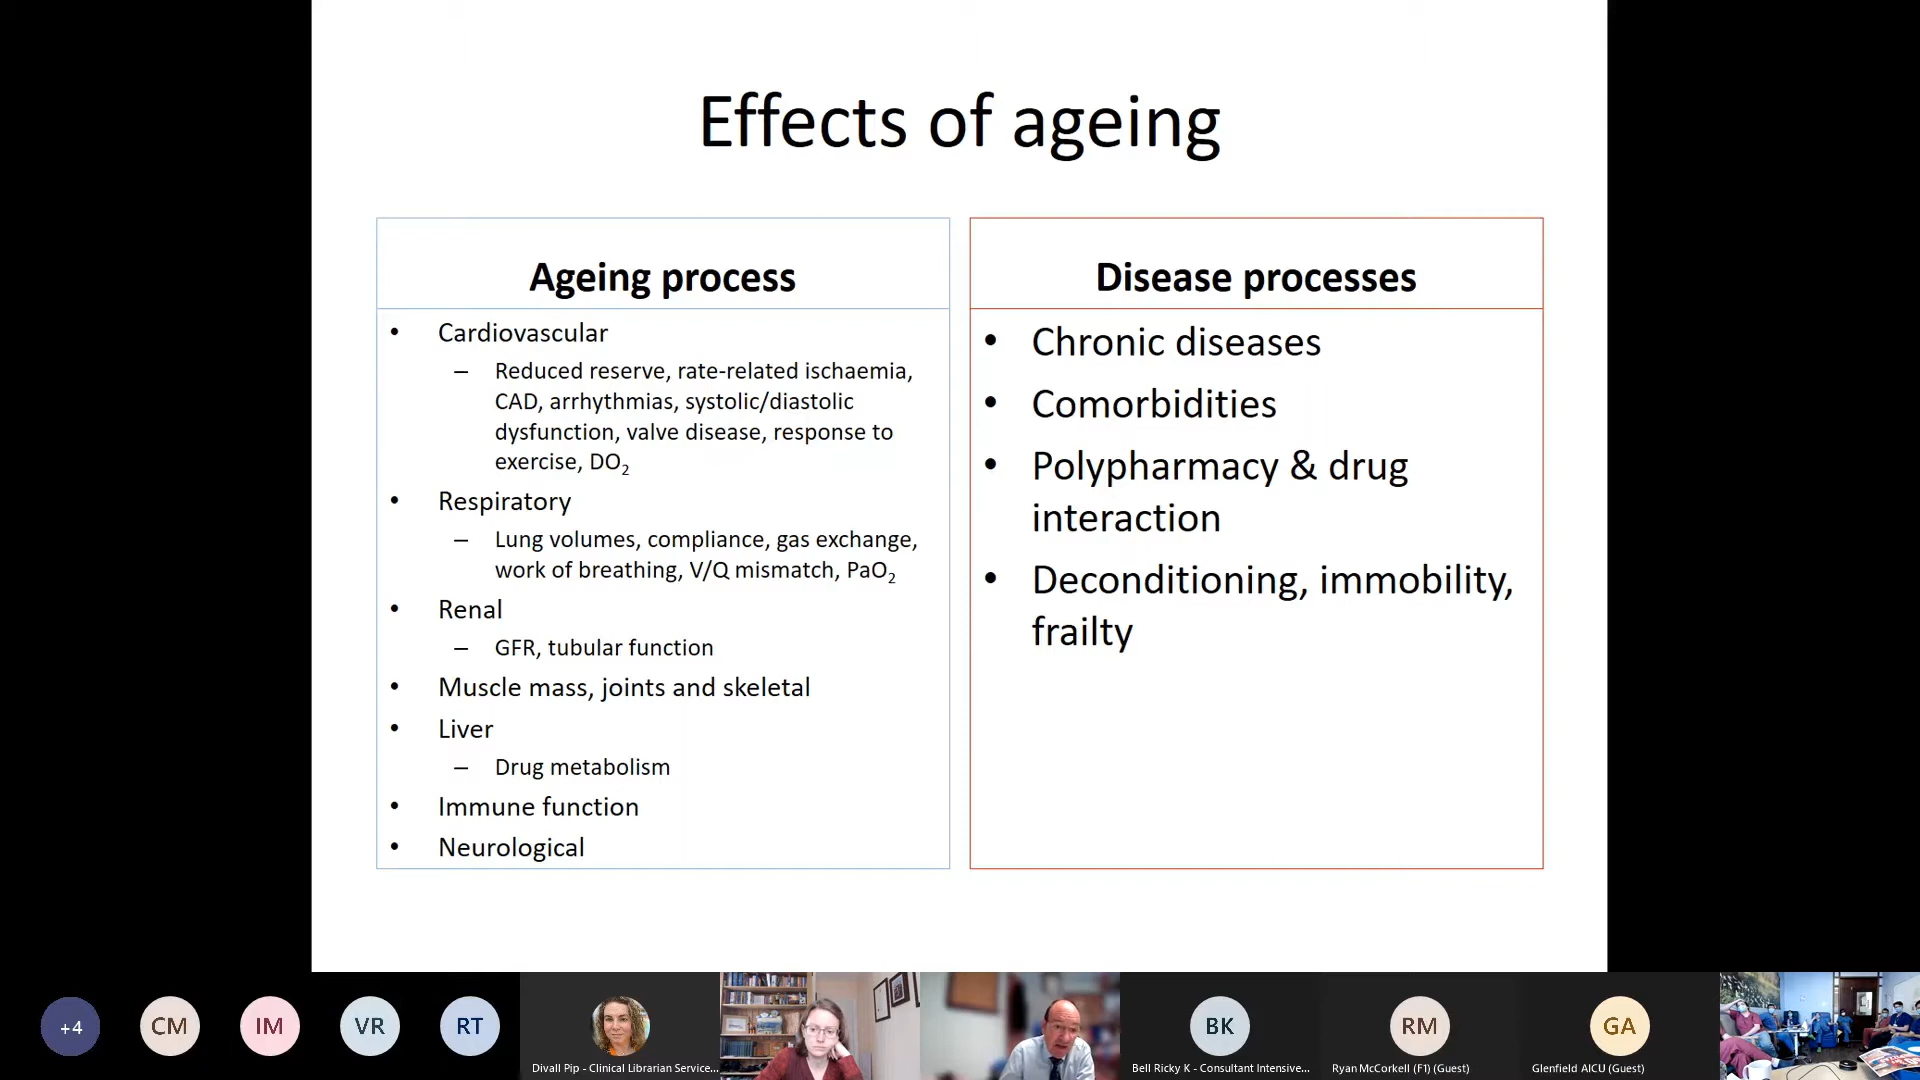 Effects of ageing
Ageing process
• Cardiovascular
– Reduced reserve, rate-related ischaemia,
CAD, arrhythmias, systolic/diastolic
dysfunction, valve disease, response to
exercise, DO₂
• Respiratory
– Lung volumes, compliance, gas exchange,
work of breathing, V/Q mismatch, PaO₂
• Renal
– GFR, tubular function
• Muscle mass, joints and skeletal
• Liver
– Drug metabolism
• Immune function
• Neurological
Disease processes
• Chronic diseases
• Comorbidities
• Polypharmacy & drug
interaction
• Deconditioning, immobility,
frailty
+4
CM
IM
VR
RT
Divall Pip - Clinical Librarian Service...
BK
Bell Ricky K - Consultant Intensive...
RM
Ryan McCorkell (F1) (Guest)
GA
Glenfield AICU (Guest)